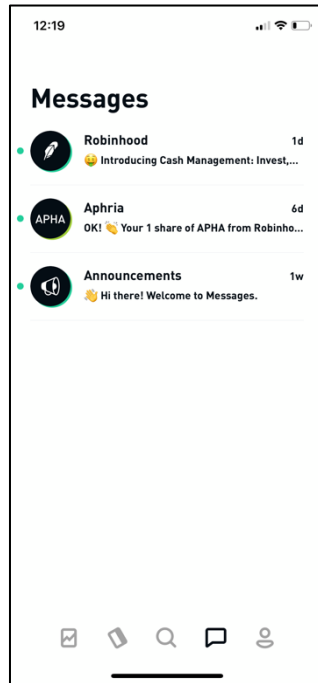 12:19
Messages
Robinhood 1d
🤑 Introducing Cash Management: Invest,...
APHA
Aphria 6d
OK! 👏 Your 1 share of APHA from Robinho...
Announcements 1w
👋 Hi there! Welcome to Messages.